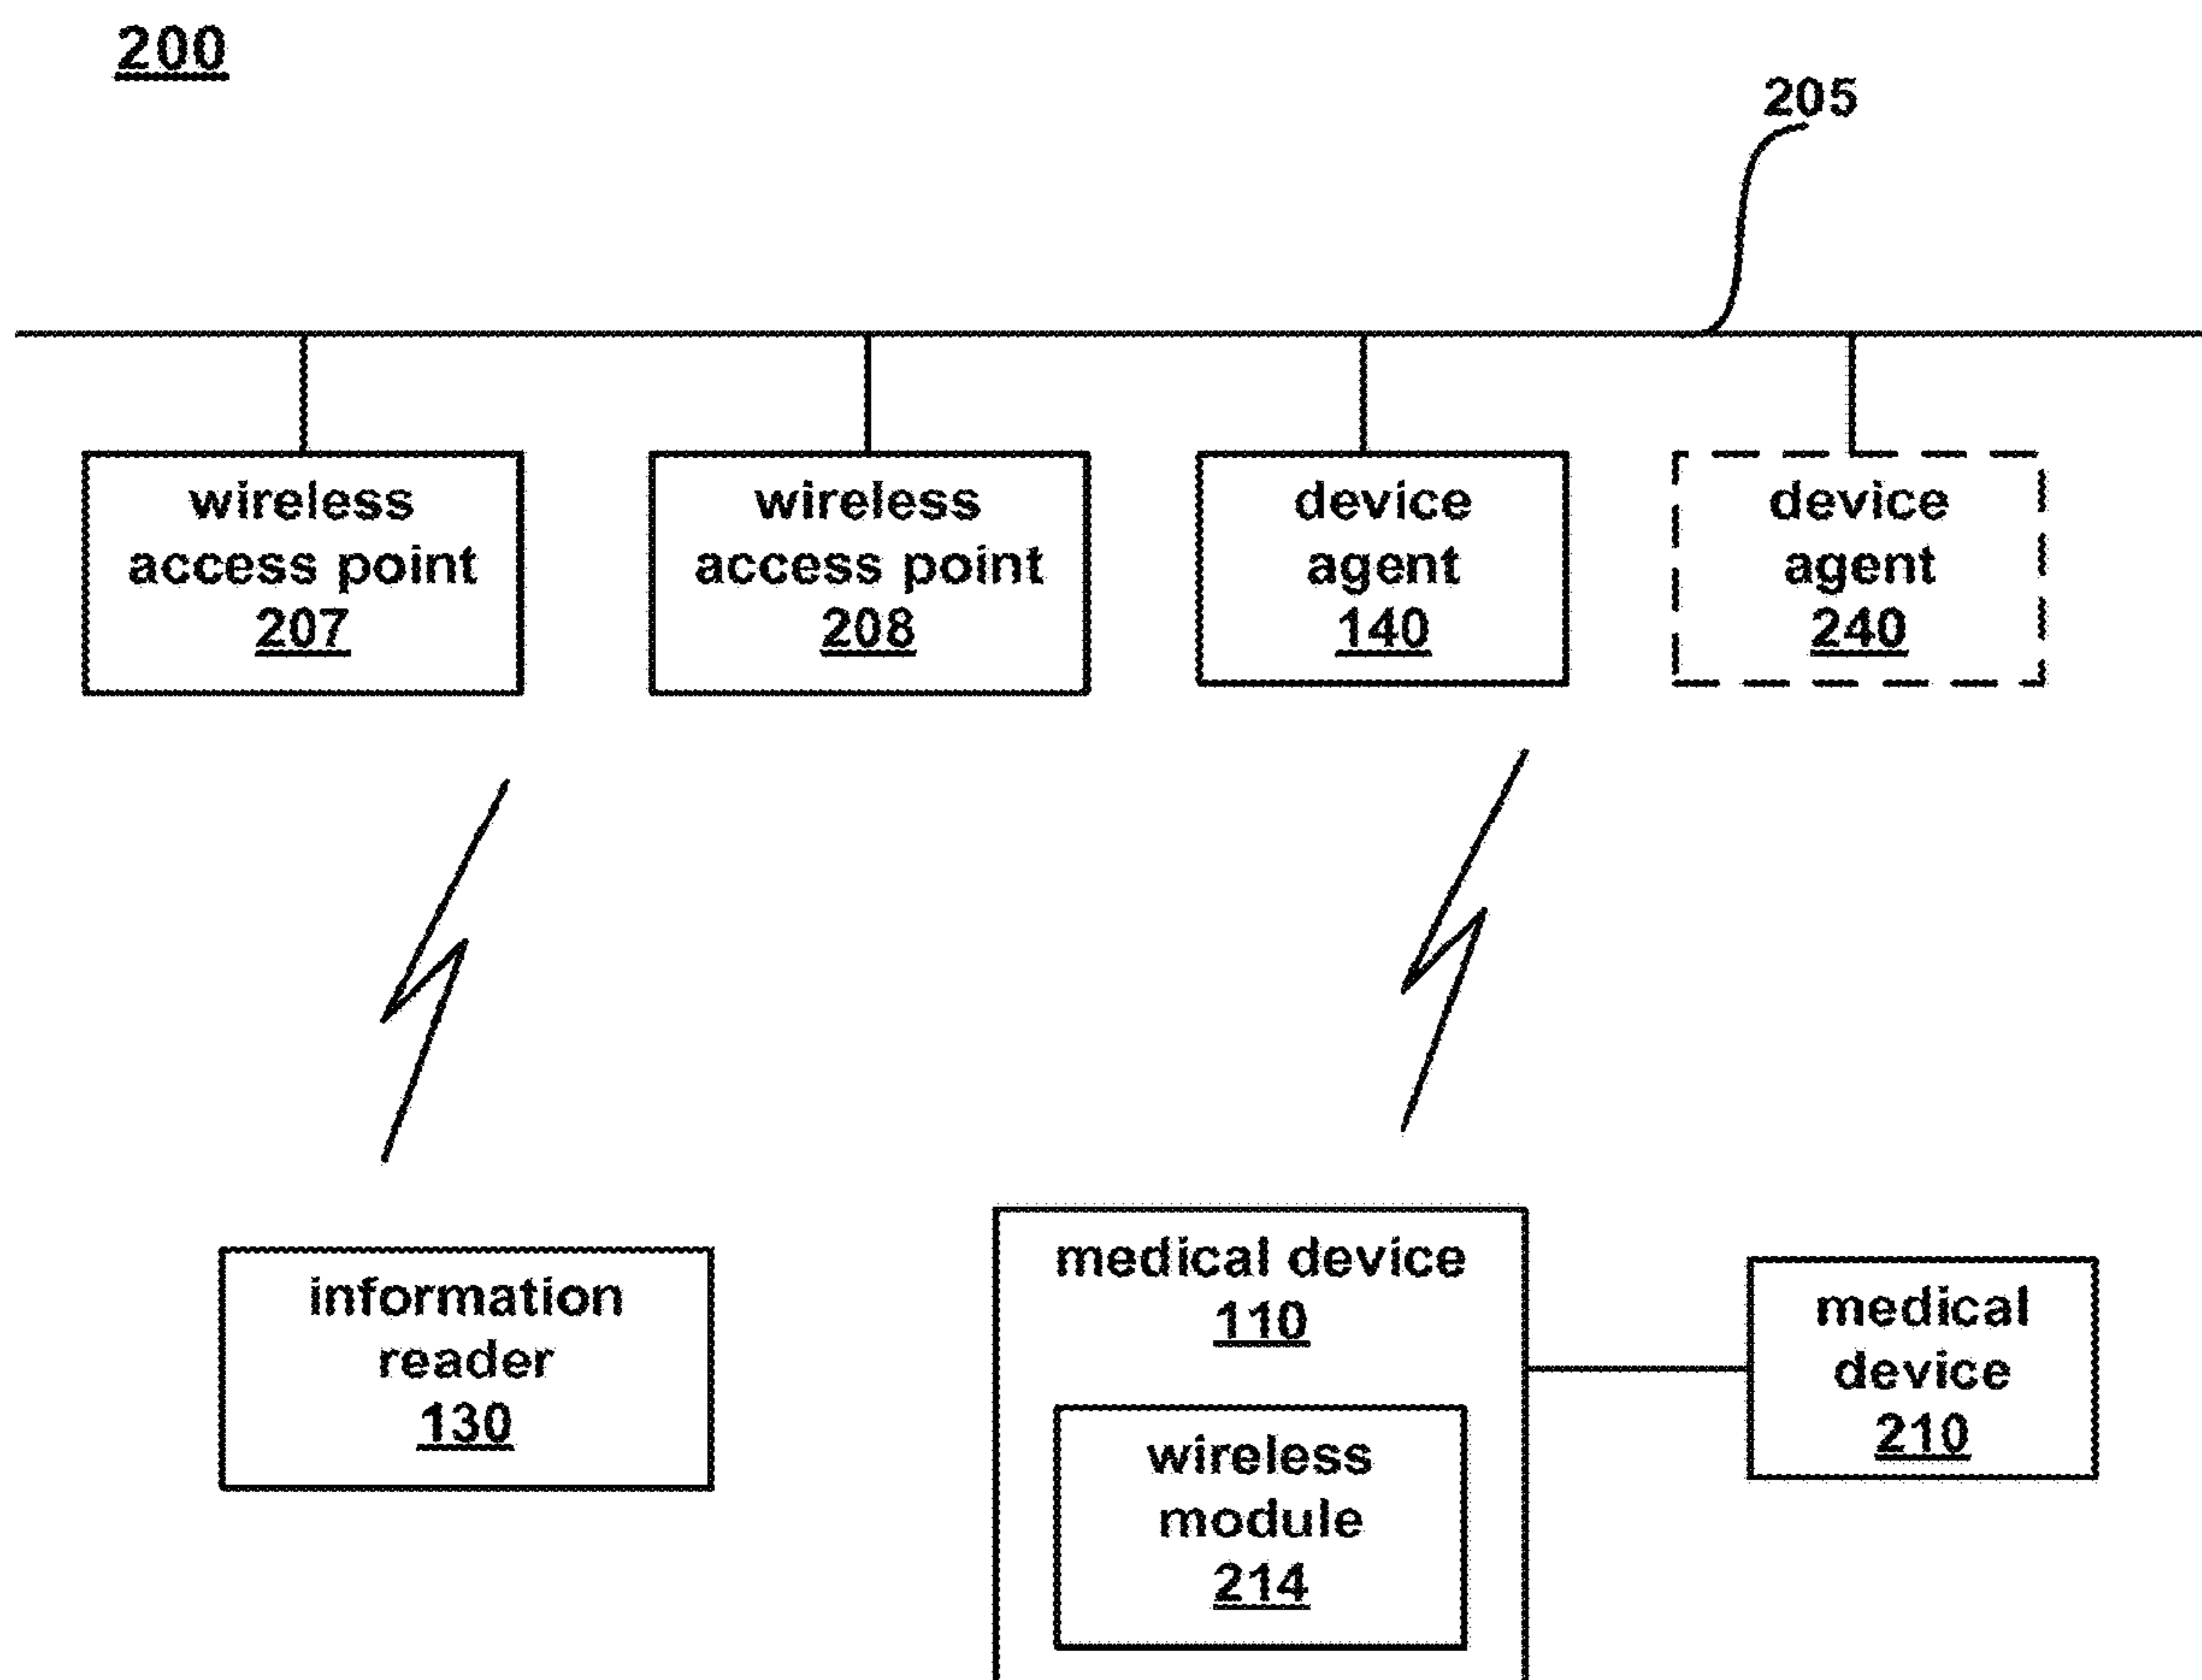 200
205
wireless
access point
207
wireless
access point
208
device
agent
140
device
agent
240
information
reader
130
medical device
110
wireless
module
214
medical
device
210